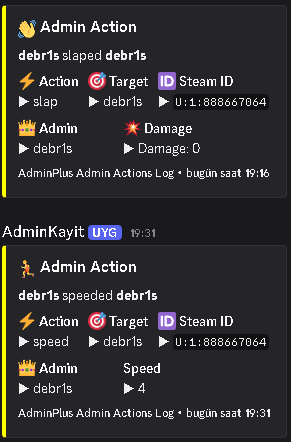 👋 Admin Action
debr1s slaped debr1s
⚡ Action 🎯 Target 🆔 Steam ID
▶ slap ▶ debr1s ▶ U:1:888667064
👑 Admin 💥 Damage
▶ debr1s ▶ Damage: 0
AdminPlus Admin Actions Log • bugün saat 19:16
AdminKayit UYG 19:31
🏃 Admin Action
debr1s speeded debr1s
⚡ Action 🎯 Target 🆔 Steam ID
▶ speed ▶ debr1s ▶ U:1:888667064
👑 Admin Speed
▶ debr1s ▶ 4
AdminPlus Admin Actions Log • bugün saat 19:31